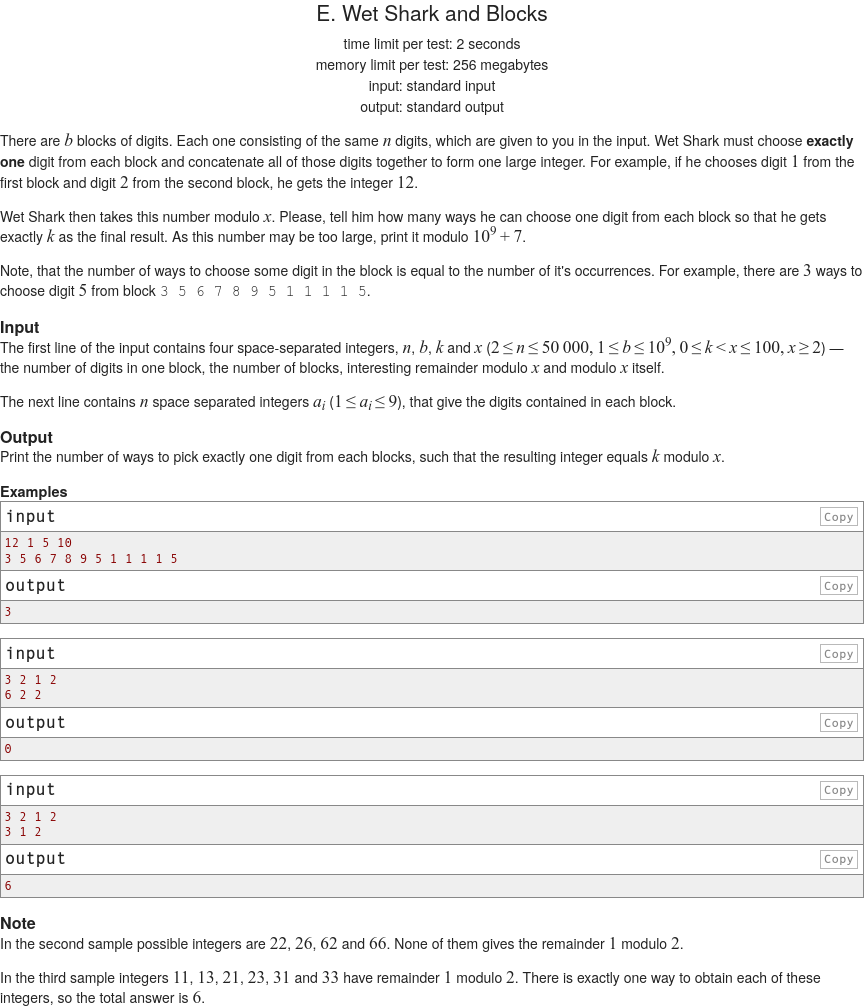 E. Wet Shark and Blocks
time limit per test: 2 seconds
memory limit per test: 256 megabytes
input: standard input
output: standard output
There are b blocks of digits. Each one consisting of the same n digits, which are given to you in the input. Wet Shark must choose exactly
one digit from each block and concatenate all of those digits together to form one large integer. For example, if he chooses digit 1 from the
first block and digit 2 from the second block, he gets the integer 12.
Wet Shark then takes this number modulo x. Please, tell him how many ways he can choose one digit from each block so that he gets
exactly k as the final result. As this number may be too large, print it modulo 10⁹ + 7.
Note, that the number of ways to choose some digit in the block is equal to the number of it's occurrences. For example, there are 3 ways to
choose digit 5 from block 3 5 6 7 8 9 5 1 1 1 1 5.
Input
The first line of the input contains four space-separated integers, n, b, k and x (2 ≤ n ≤ 50 000, 1 ≤ b ≤ 10⁹, 0 ≤ k < x ≤ 100, x ≥ 2) —
the number of digits in one block, the number of blocks, interesting remainder modulo x and modulo x itself.
The next line contains n space separated integers aᵢ (1 ≤ aᵢ ≤ 9), that give the digits contained in each block.
Output
Print the number of ways to pick exactly one digit from each blocks, such that the resulting integer equals k modulo x.
Examples
input Copy
12 1 5 10
3 5 6 7 8 9 5 1 1 1 1 5
output Copy
3
input Copy
3 2 1 2
6 2 2
output Copy
0
input Copy
3 2 1 2
3 1 2
output Copy
6
Note
In the second sample possible integers are 22, 26, 62 and 66. None of them gives the remainder 1 modulo 2.
In the third sample integers 11, 13, 21, 23, 31 and 33 have remainder 1 modulo 2. There is exactly one way to obtain each of these
integers, so the total answer is 6.